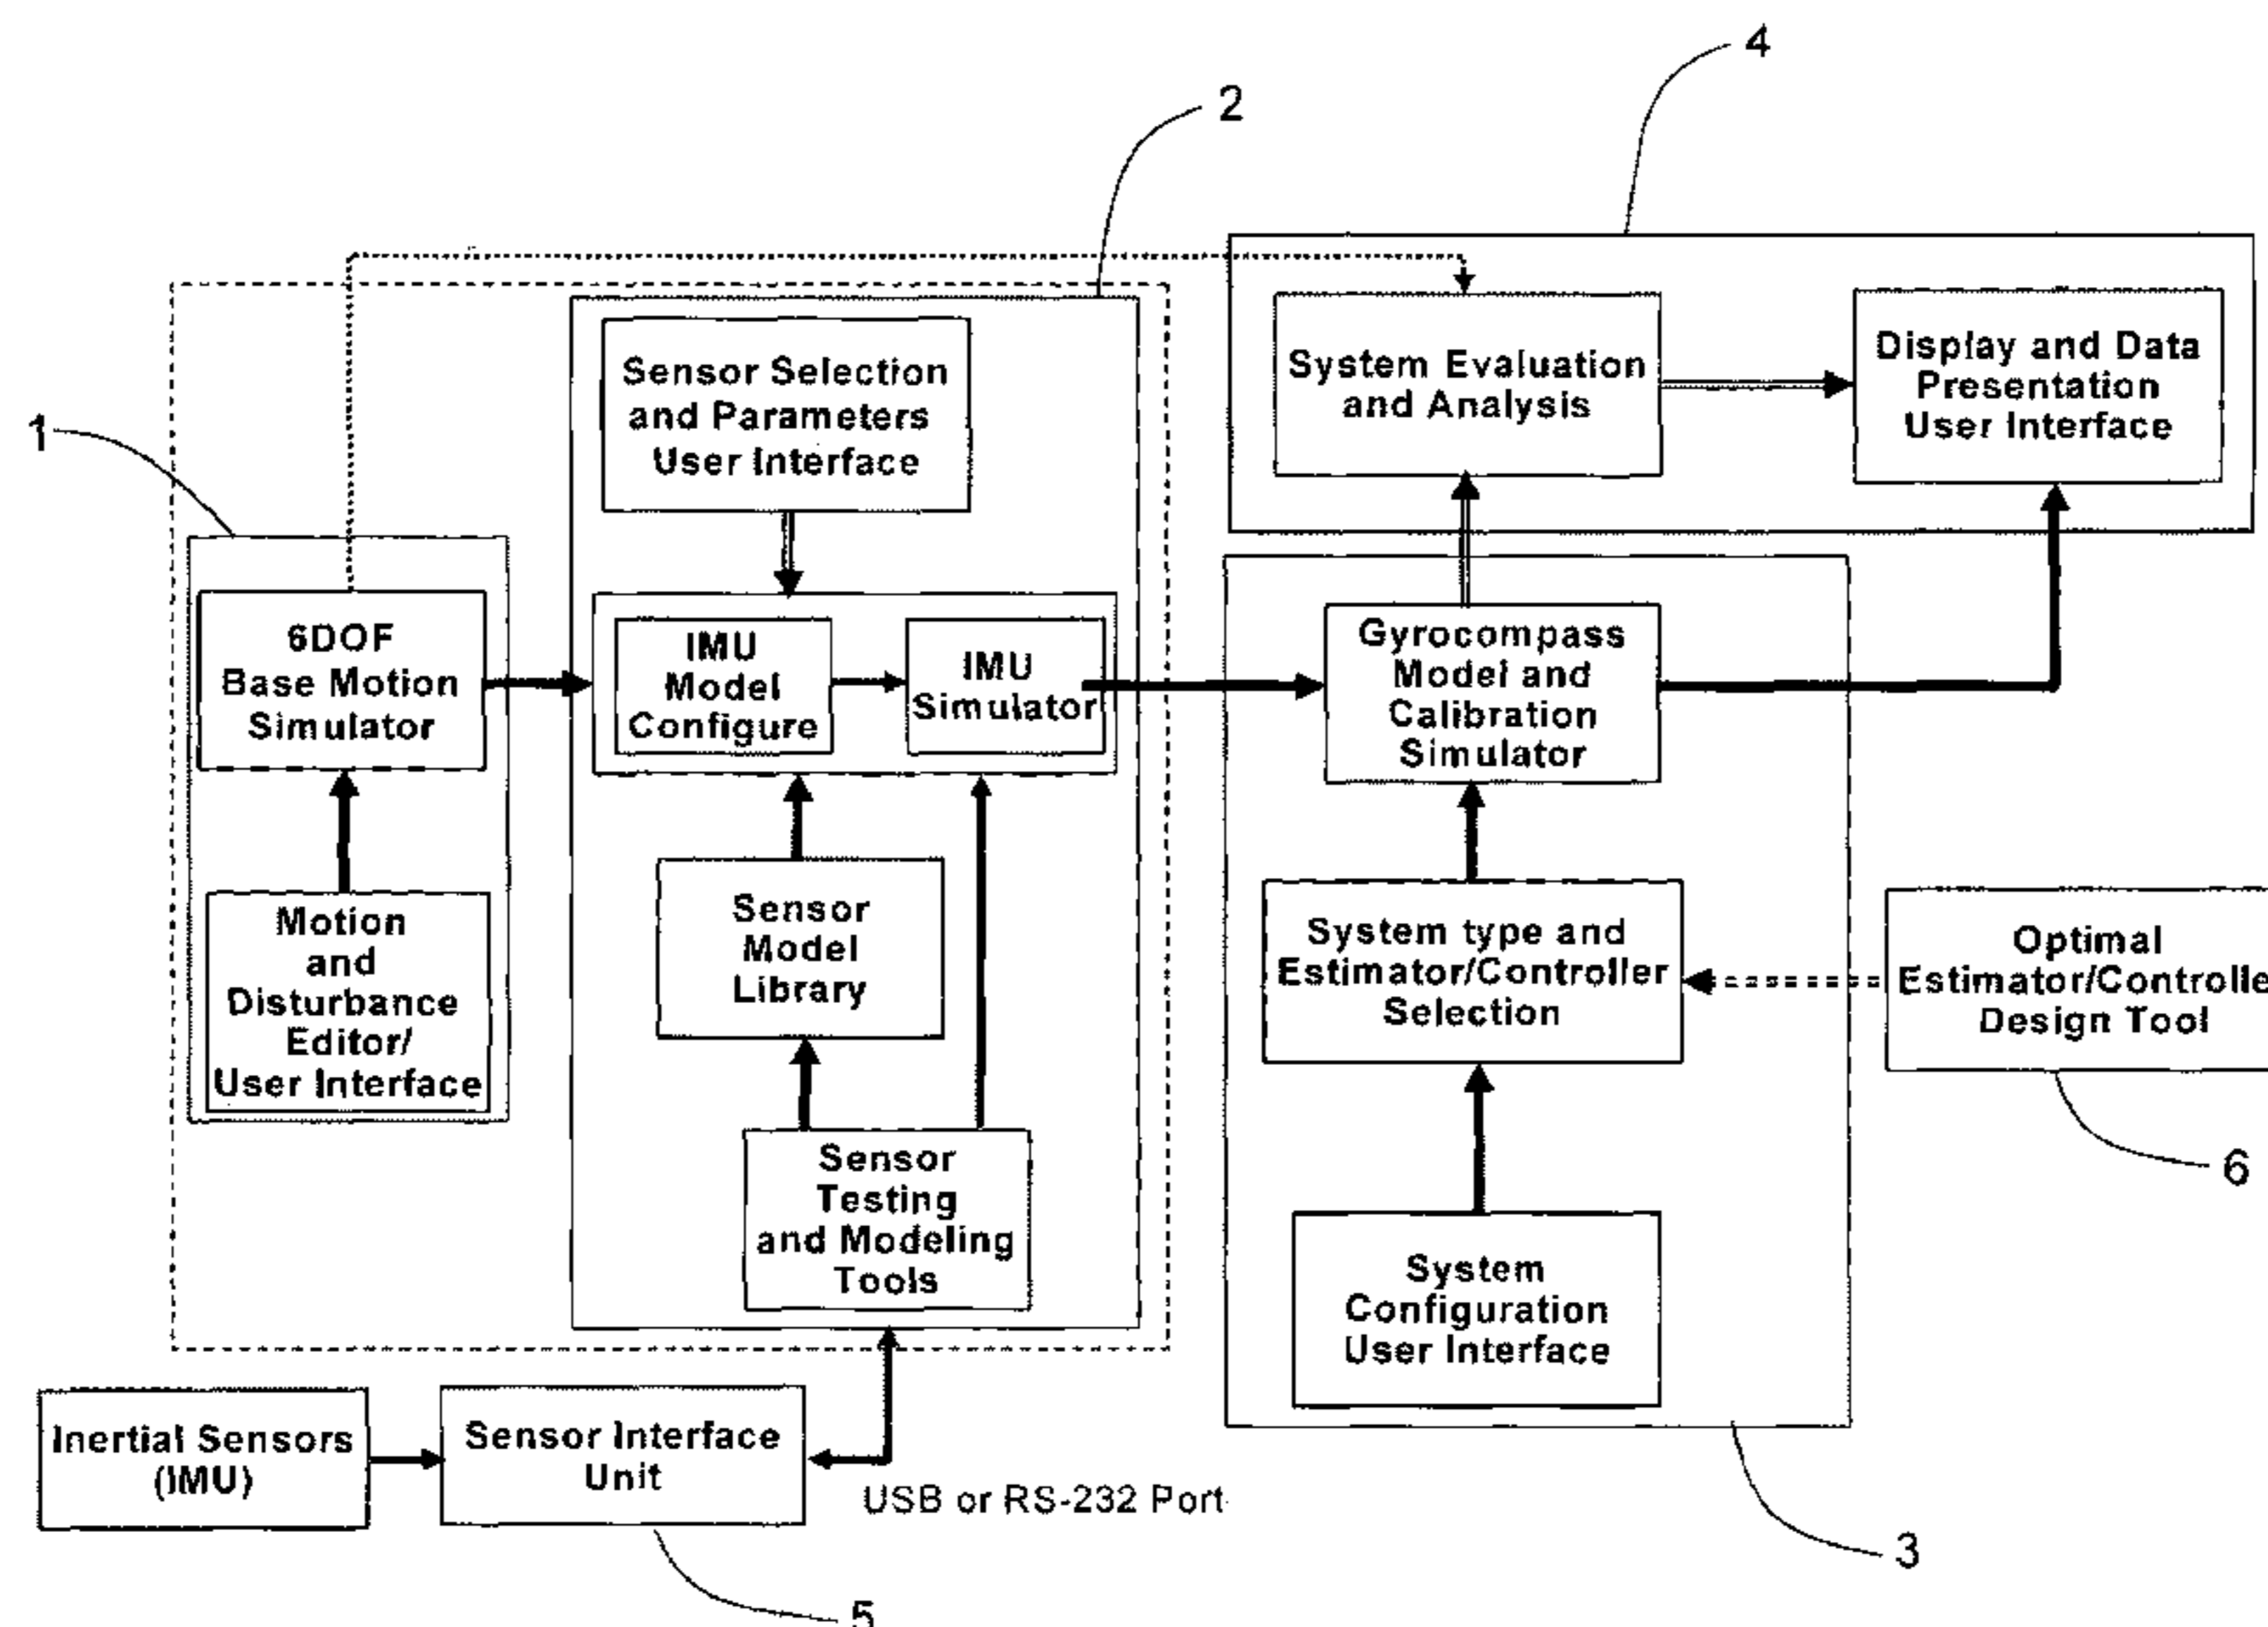 4
2
Sensor Selection
and Parameters
User Interface
System Evaluation
and Analysis
Display and Data
Presentation
User Interface
1
6DOF
Base Motion
Simulator
IMU
Model
Configure
IMU
Simulator
Gyrocompass
Model and
Calibration
Simulator
Motion
and
Disturbance
Editor/
User Interface
Sensor
Model
Library
System type and
Estimator/Controller
Selection
Optimal
Estimator/Controlle
Design Tool
Sensor
Testing
and Modeling
Tools
6
System
Configuration
User Interface
Inertial Sensors
(IMU)
Sensor Interface
Unit
USB or RS-232 Port
3
5